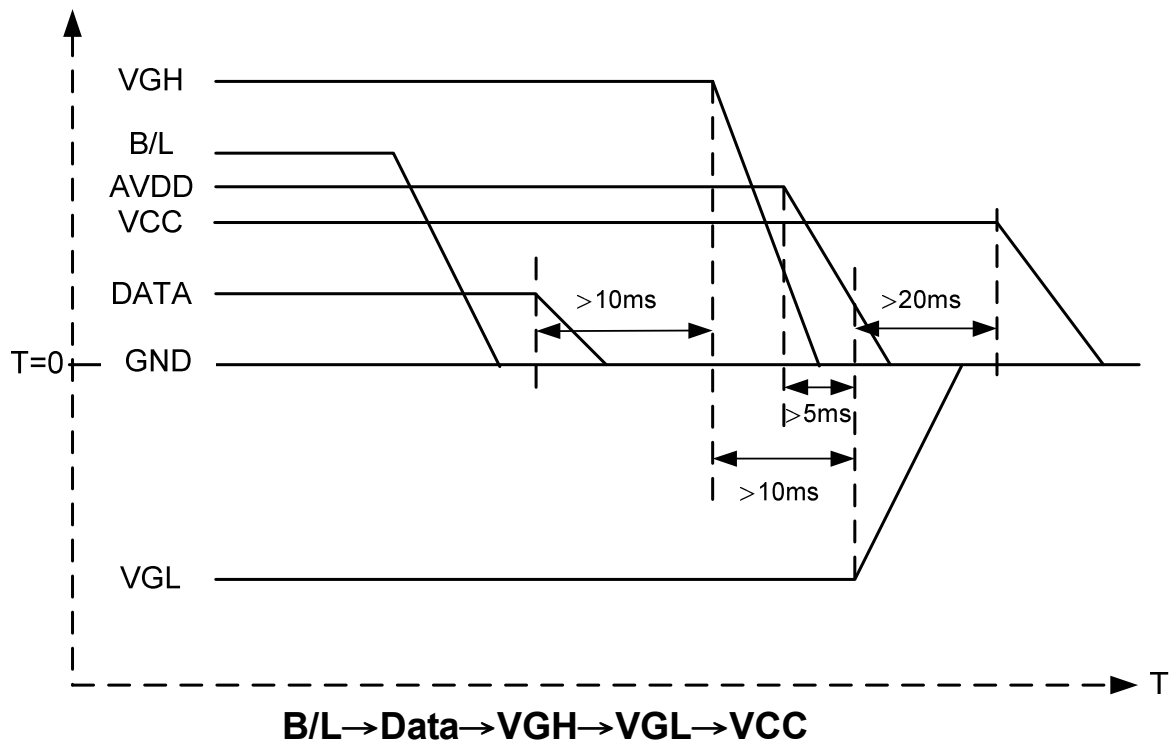 VGH
B/L
AVDD
VCC
DATA
>10ms
>20ms
T=0
GND
>5ms
>10ms
VGL
T
B/L→Data→VGH→VGL→VCC